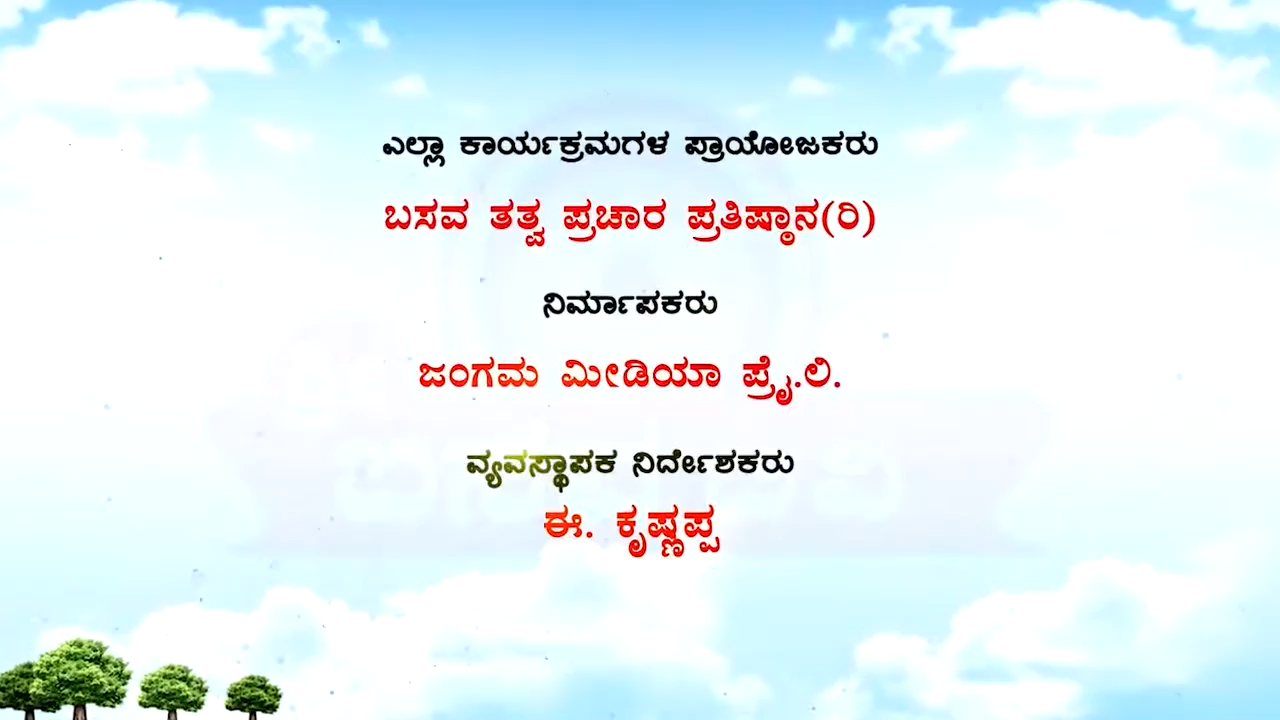 ಎಲ್ಲಾ ಕಾರ್ಯಕ್ರಮಗಳ ಪ್ರಾಯೋಜಕರು
ಬಸವ ತತ್ವ ಪ್ರಚಾರ ಪ್ರತಿಷ್ಠಾನ(ರಿ)
ನಿರ್ಮಾಪಕರು
ಜಂಗಮ ಮೀಡಿಯಾ ಪ್ರೈ.ಲಿ.
ವ್ಯವಸ್ಥಾಪಕ ನಿರ್ದೇಶಕರು
ಈ. ಕೃಷ್ಣಪ್ಪ